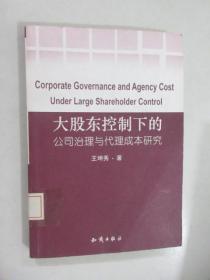 Corporate Governance and Agency Cost
Under Large Shareholder Control
大股东控制下的
公司治理与代理成本研究
王坤秀·著
知识出版社